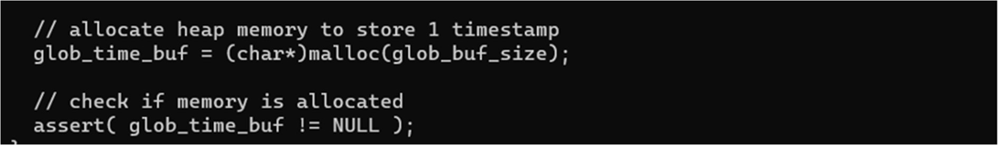 // allocate heap memory to store 1 timestamp
glob_time_buf = (char*)malloc(glob_buf_size);
// check if memory is allocated
assert( glob_time_buf != NULL );
}